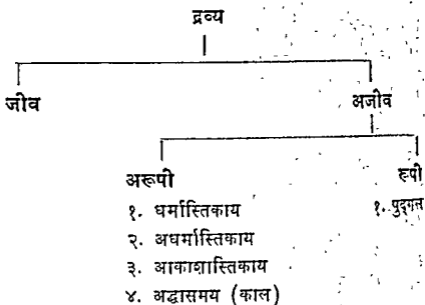 द्रव्य
जीव अजीव
अरूपी रूपी
१. धर्मास्तिकाय १. पुद्गल
२. अधर्मास्तिकाय
३. आकाशास्तिकाय
४. अद्धासमय (काल)